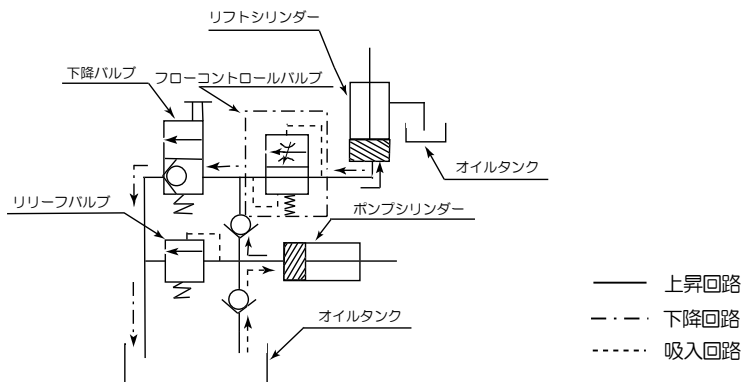 リフトシリンダー
下降バルブ
フローコントロールバルブ
オイルタンク
リリーフバルブ
ポンプシリンダー
オイルタンク
上昇回路
下降回路
吸入回路